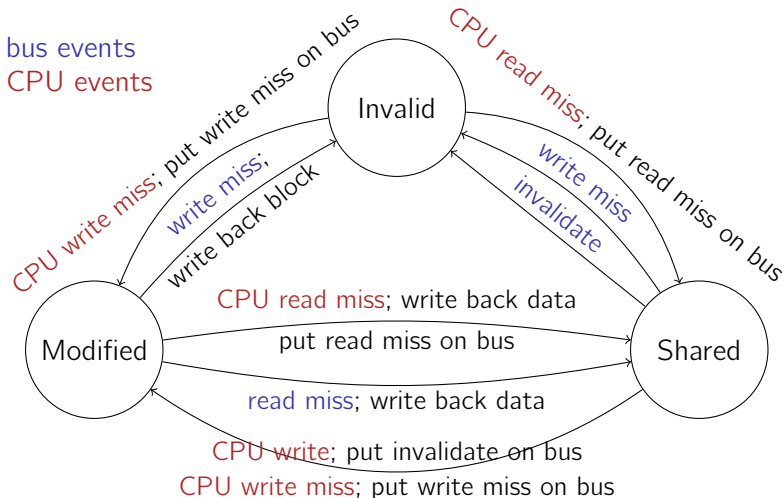 bus events
CPU events
Invalid
CPU write miss; put write miss on bus
write miss;
write back block
CPU read miss; put read miss on bus
write miss
invalidate
Modified
CPU read miss; write back data
put read miss on bus
Shared
read miss; write back data
CPU write; put invalidate on bus
CPU write miss; put write miss on bus